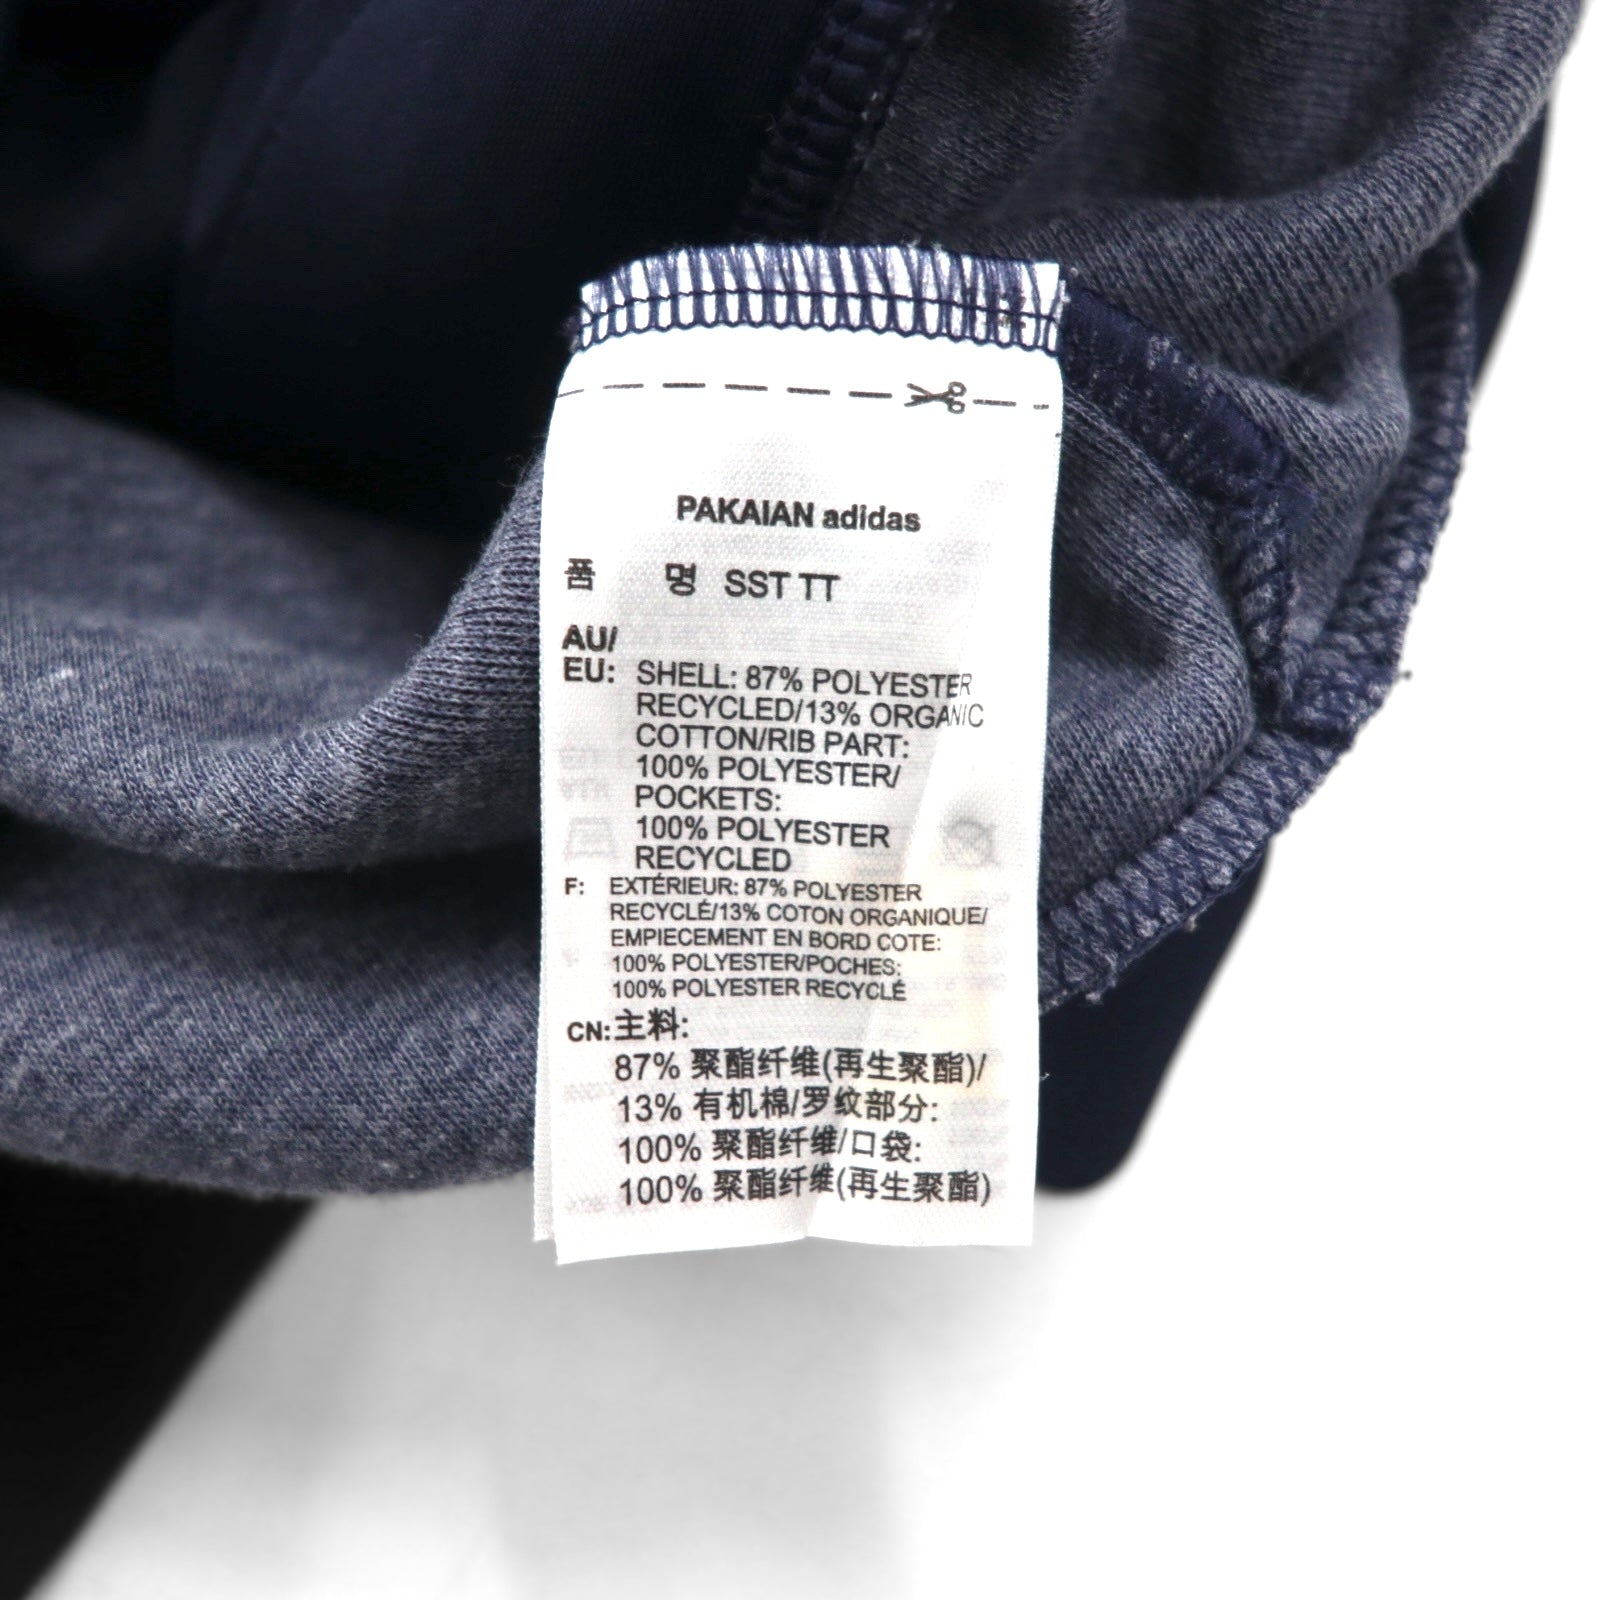 PAKAIAN adidas
품 명 SST TT
AU/
EU: SHELL: 87% POLYESTER
RECYCLED/13% ORGANIC
COTTON/RIB PART:
100% POLYESTER/
POCKETS:
100% POLYESTER
RECYCLED
F: EXTÉRIEUR: 87% POLYESTER
RECYCLÉ/13% COTON ORGANIQUE/
EMPIECEMENT EN BORD COTE:
100% POLYESTER/POCHES:
100% POLYESTER RECYCLÉ
CN:主料:
87% 聚酯纤维(再生聚酯)/
13% 有机棉/罗纹部分:
100% 聚酯纤维/口袋:
100% 聚酯纤维(再生聚酯)